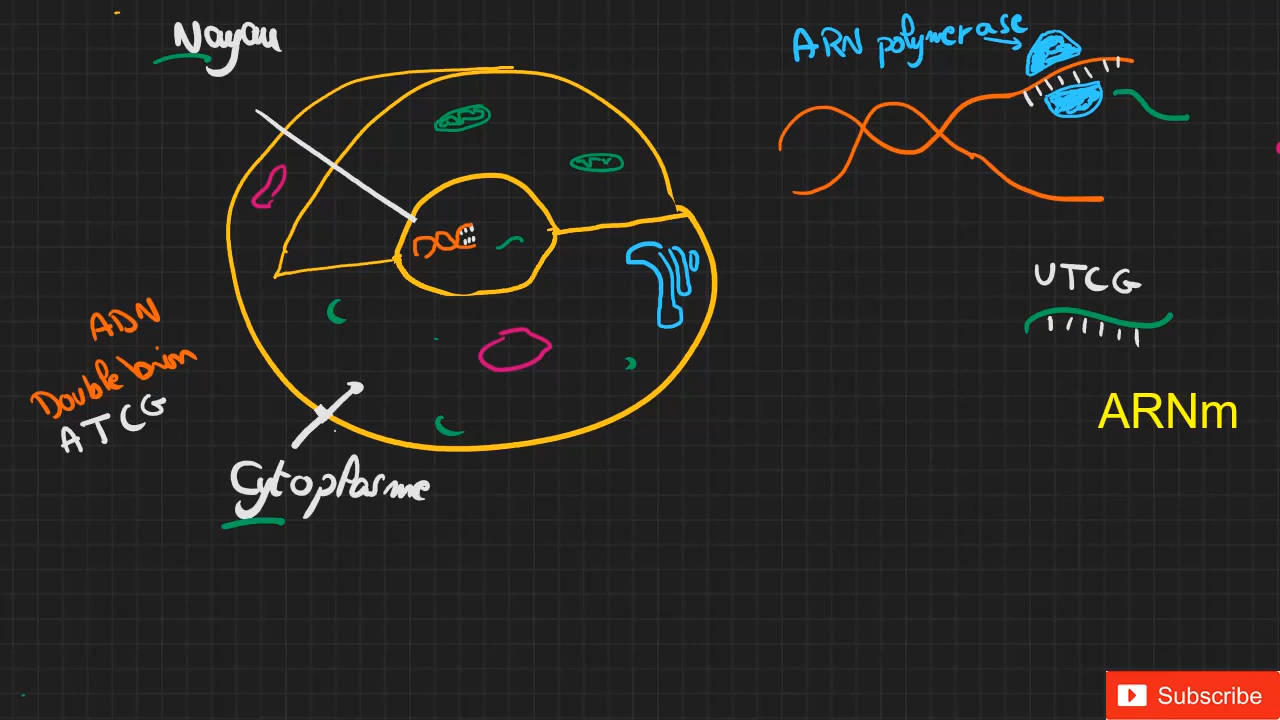 Noyau
ARN polymerase
UTCG
ADN
Double brin
ATCG
ARNm
Cytoplasme
Subscribe